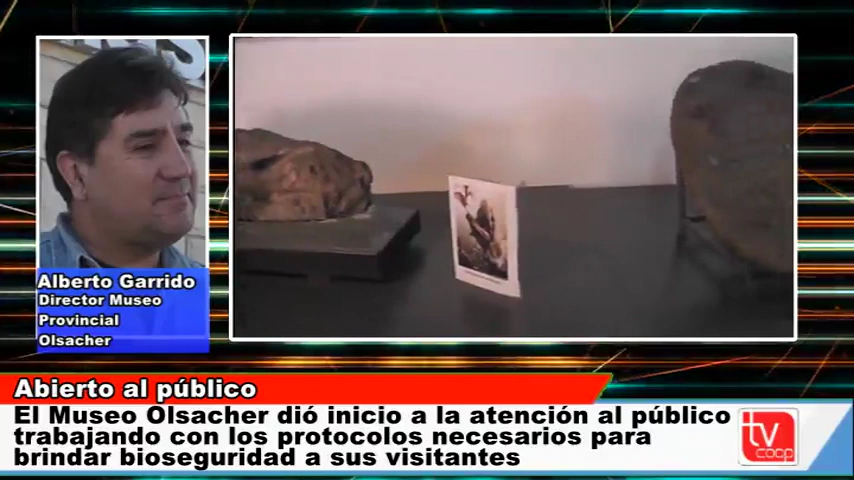 Alberto Garrido
Director Museo
Provincial
Olsacher
Abierto al público
El Museo Olsacher dió inicio a la atención al público
trabajando con los protocolos necesarios para
brindar bioseguridad a sus visitantes
tv
coop